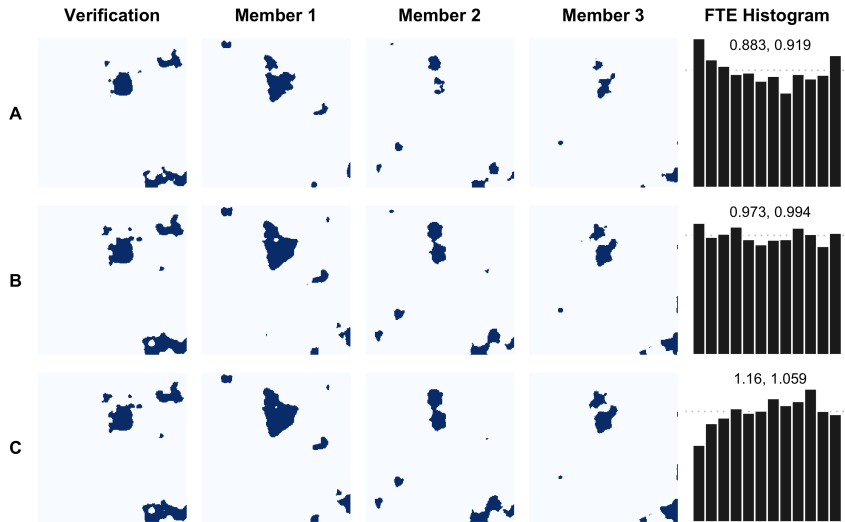 Verification Member 1 Member 2 Member 3 FTE Histogram
A 0.883, 0.919
B 0.973, 0.994
C 1.16, 1.059